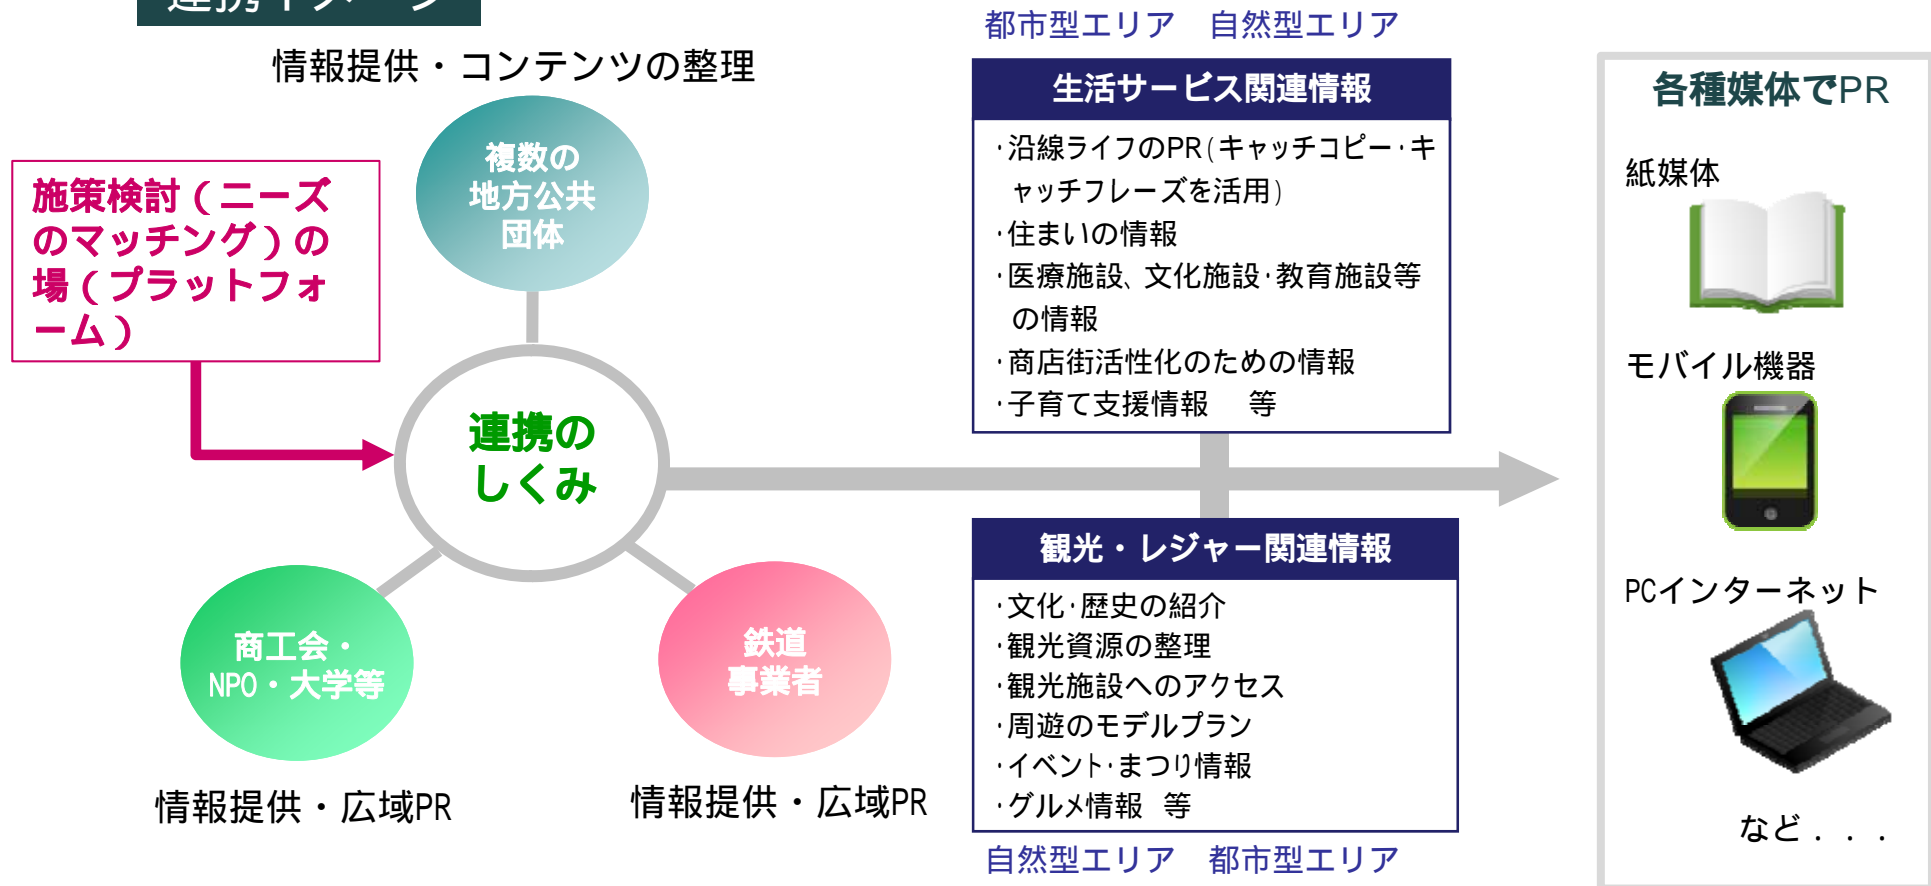 連携イメージ
情報提供・コンテンツの整理
複数の
地方公共
団体
施策検討（ニーズ
のマッチング）の
場（プラットフォ
ーム）
連携の
しくみ
商工会・
NPO・大学等
鉄道
事業者
情報提供・広域PR
情報提供・広域PR
都市型エリア　自然型エリア
生活サービス関連情報
・沿線ライフのPR（キャッチコピー・キ
ャッチフレーズを活用）
・住まいの情報
・医療施設、文化施設・教育施設等
の情報
・商店街活性化のための情報
・子育て支援情報　等
観光・レジャー関連情報
・文化・歴史の紹介
・観光資源の整理
・観光施設へのアクセス
・周遊のモデルプラン
・イベント・まつり情報
・グルメ情報　等
自然型エリア　都市型エリア
各種媒体でPR
紙媒体
モバイル機器
PCインターネット
など．．．